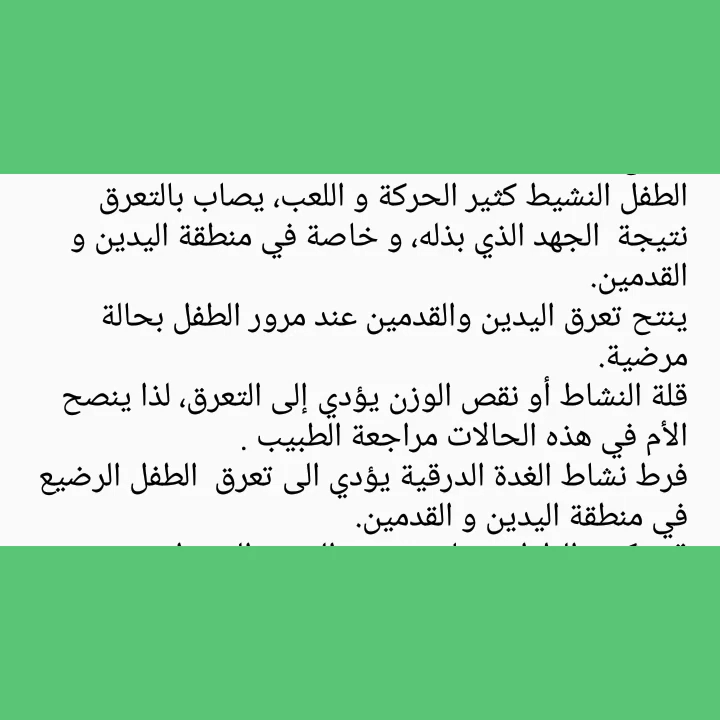 الطفل النشيط كثير الحركة و اللعب، يصاب بالتعرق
نتيجة  الجهد الذي بذله، و خاصة في منطقة اليدين و
القدمين.
ينتح تعرق اليدين والقدمين عند مرور الطفل بحالة
مرضية.
قلة النشاط أو نقص الوزن يؤدي إلى التعرق، لذا ينصح
الأم في هذه الحالات مراجعة الطبيب .
فرط نشاط الغدة الدرقية يؤدي الى تعرق  الطفل الرضيع
في منطقة اليدين و القدمين.